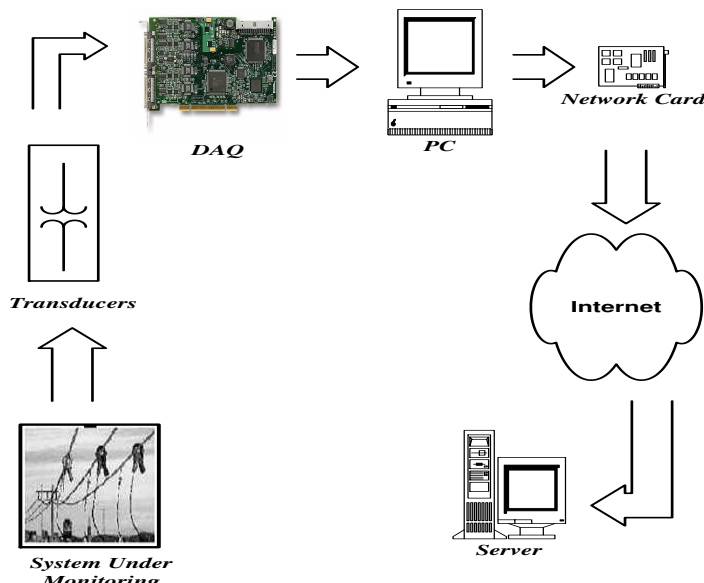 DAQ
PC
Network Card
Transducers
Internet
System Under
Monitoring
Server